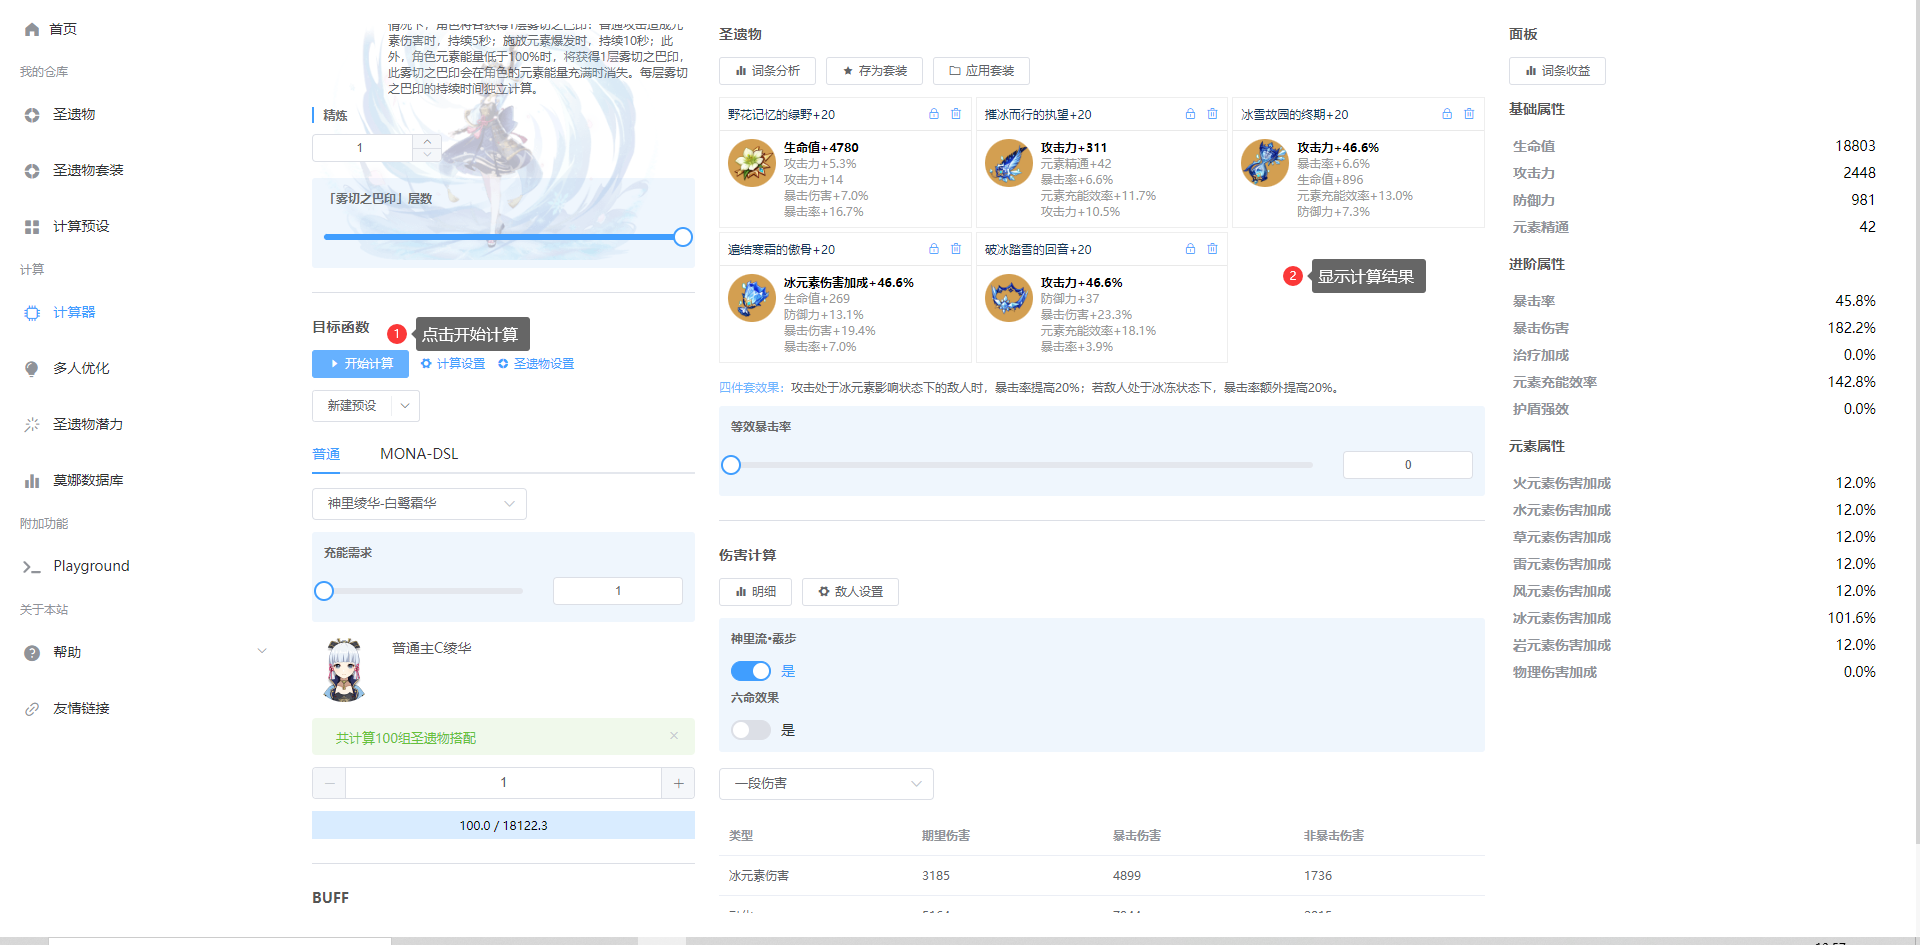 首页
我的仓库
圣遗物
圣遗物套装
计算预设
计算
计算器
多人优化
圣遗物潜力
莫娜数据库
附加功能
Playground
关于本站
帮助
友情链接
素伤害时，持续5秒；施放元素爆发时，持续10秒；此
外，角色元素能量低于100%时，将获得1层雾切之巴印，
此雾切之巴印会在角色的元素能量充满时消失。每层雾切
之巴印的持续时间独立计算。
精炼
1
「雾切之巴印」层数
目标函数
1 点击开始计算
开始计算 计算设置 圣遗物设置
新建预设
普通 MONA-DSL
神里绫华-白鹭霜华
充能需求
1
普通主C绫华
共计算100组圣遗物搭配
1
100.0 / 18122.3
BUFF
圣遗物
词条分析 存为套装 应用套装
野花记忆的绿野+20
生命值+4780
攻击力+5.3%
攻击力+14
暴击伤害+7.0%
暴击率+16.7%
摧冰而行的执望+20
攻击力+311
元素精通+42
暴击率+6.6%
元素充能效率+11.7%
攻击力+10.5%
冰雪故园的终期+20
攻击力+46.6%
暴击率+6.6%
生命值+896
元素充能效率+13.0%
防御力+7.3%
遍结寒霜的傲骨+20
冰元素伤害加成+46.6%
生命值+269
防御力+13.1%
暴击伤害+19.4%
暴击率+7.0%
破冰踏雪的回音+20
攻击力+46.6%
防御力+37
暴击伤害+23.3%
元素充能效率+18.1%
暴击率+3.9%
2 显示计算结果
四件套效果：攻击处于冰元素影响状态下的敌人时，暴击率提高20%；若敌人处于冰冻状态下，暴击率额外提高20%。
等效暴击率
0
伤害计算
明细 敌人设置
神里流·霰步
是
六命效果
是
一段伤害
类型 期望伤害 暴击伤害 非暴击伤害
冰元素伤害 3185 4899 1736
面板
词条收益
基础属性
生命值 18803
攻击力 2448
防御力 981
元素精通 42
进阶属性
暴击率 45.8%
暴击伤害 182.2%
治疗加成 0.0%
元素充能效率 142.8%
护盾强效 0.0%
元素属性
火元素伤害加成 12.0%
水元素伤害加成 12.0%
草元素伤害加成 12.0%
雷元素伤害加成 12.0%
风元素伤害加成 12.0%
冰元素伤害加成 101.6%
岩元素伤害加成 12.0%
物理伤害加成 0.0%